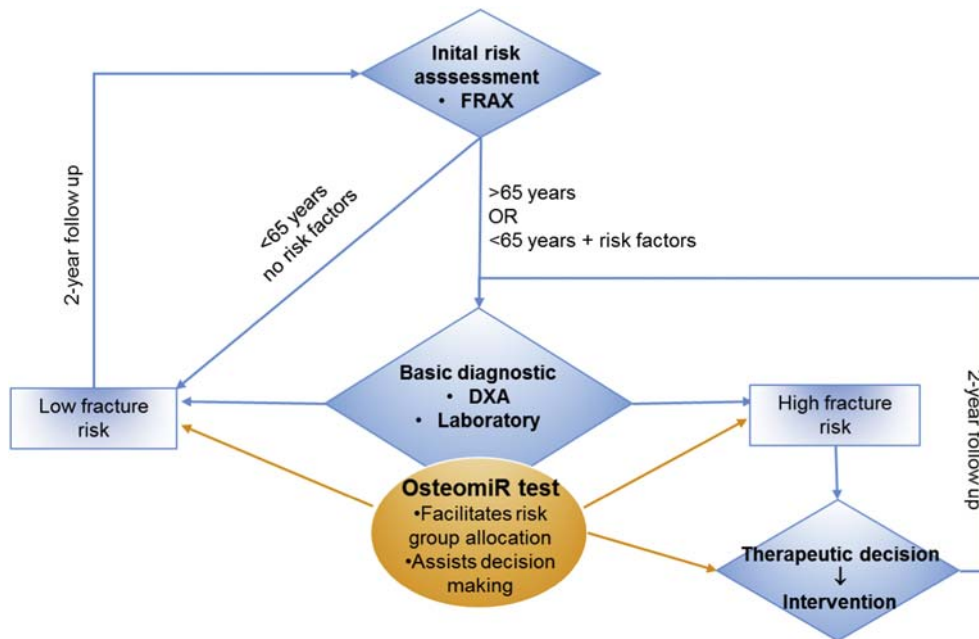 Inital risk
asssessment
• FRAX
2-year follow up
<65 years
no risk factors
>65 years
OR
<65 years + risk factors
Basic diagnostic
• DXA
• Laboratory
Low fracture
risk
High fracture
risk
2-year follow up
OsteomiR test
•Facilitates risk
group allocation
•Assists decision
making
Therapeutic decision
↓
Intervention